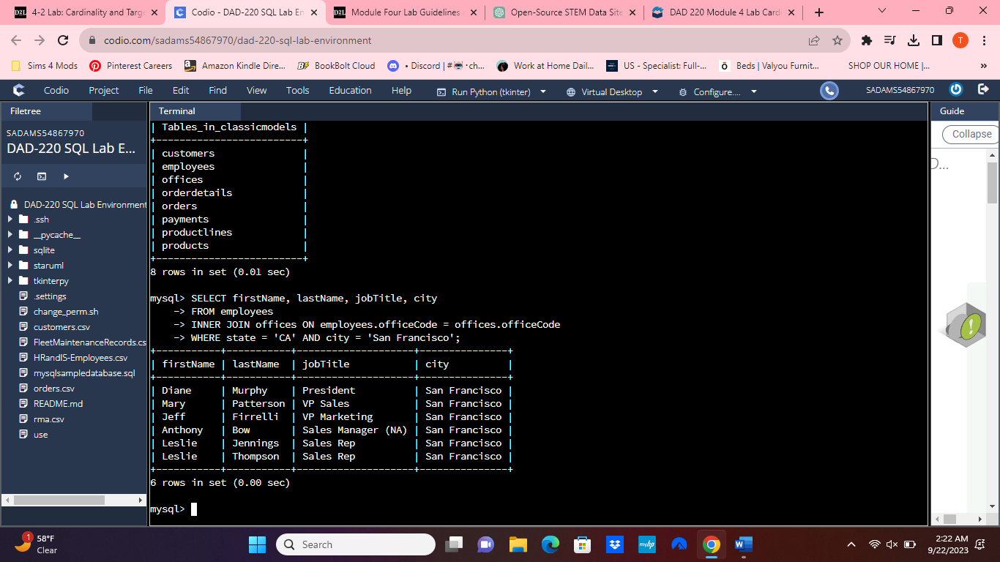 4-2 Lab: Cardinality and Targe
Codio - DAD-220 SQL Lab En
D2L Module Four Lab Guidelines
Open-Source STEM Data Site
DAD 220 Module 4 Lab Card
codio.com/sadams54867970/dad-220-sql-lab-environment
T
Sims 4 Mods
Pinterest Careers
Amazon Kindle Dire...
BookBolt Cloud
Work at Home Dail...
US - Specialist: Full-...
Beds | Valyou Furnit...
SHOP OUR HOME |...
»
Codio Project File Edit Find View Tools Education Help Run Python (tkinter) Virtual Desktop Configure.... SADAMS54867970
Filetree
Terminal
Guide
Collapse
D...
SADAMS54867970
DAD-220 SQL Lab E...
DAD-220 SQL Lab Environment
.ssh
__pycache__
sqlite
staruml
tkinterpy
.settings
change_perm.sh
customers.csv
FleetMaintenanceRecords.cs
HRandIS-Employees.csv
mysqlsampledatabase.sql
orders.csv
README.md
rma.csv
use
| Tables_in_classicmodels |
+-------------------------+
| customers |
| employees |
| offices |
| orderdetails |
| orders |
| payments |
| productlines |
| products |
+-------------------------+
8 rows in set (0.01 sec)
mysql> SELECT firstName, lastName, jobTitle, city
-> FROM employees
-> INNER JOIN offices ON employees.officeCode = offices.officeCode
-> WHERE state = 'CA' AND city = 'San Francisco';
+-----------+-----------+--------------------+---------------+
| firstName | lastName | jobTitle | city |
+-----------+-----------+--------------------+---------------+
| Diane | Murphy | President | San Francisco |
| Mary | Patterson | VP Sales | San Francisco |
| Jeff | Firrelli | VP Marketing | San Francisco |
| Anthony | Bow | Sales Manager (NA) | San Francisco |
| Leslie | Jennings | Sales Rep | San Francisco |
| Leslie | Thompson | Sales Rep | San Francisco |
+-----------+-----------+--------------------+---------------+
6 rows in set (0.00 sec)
mysql>
1
58°F
Clear
Search
myhp
2:22 AM
9/22/2023